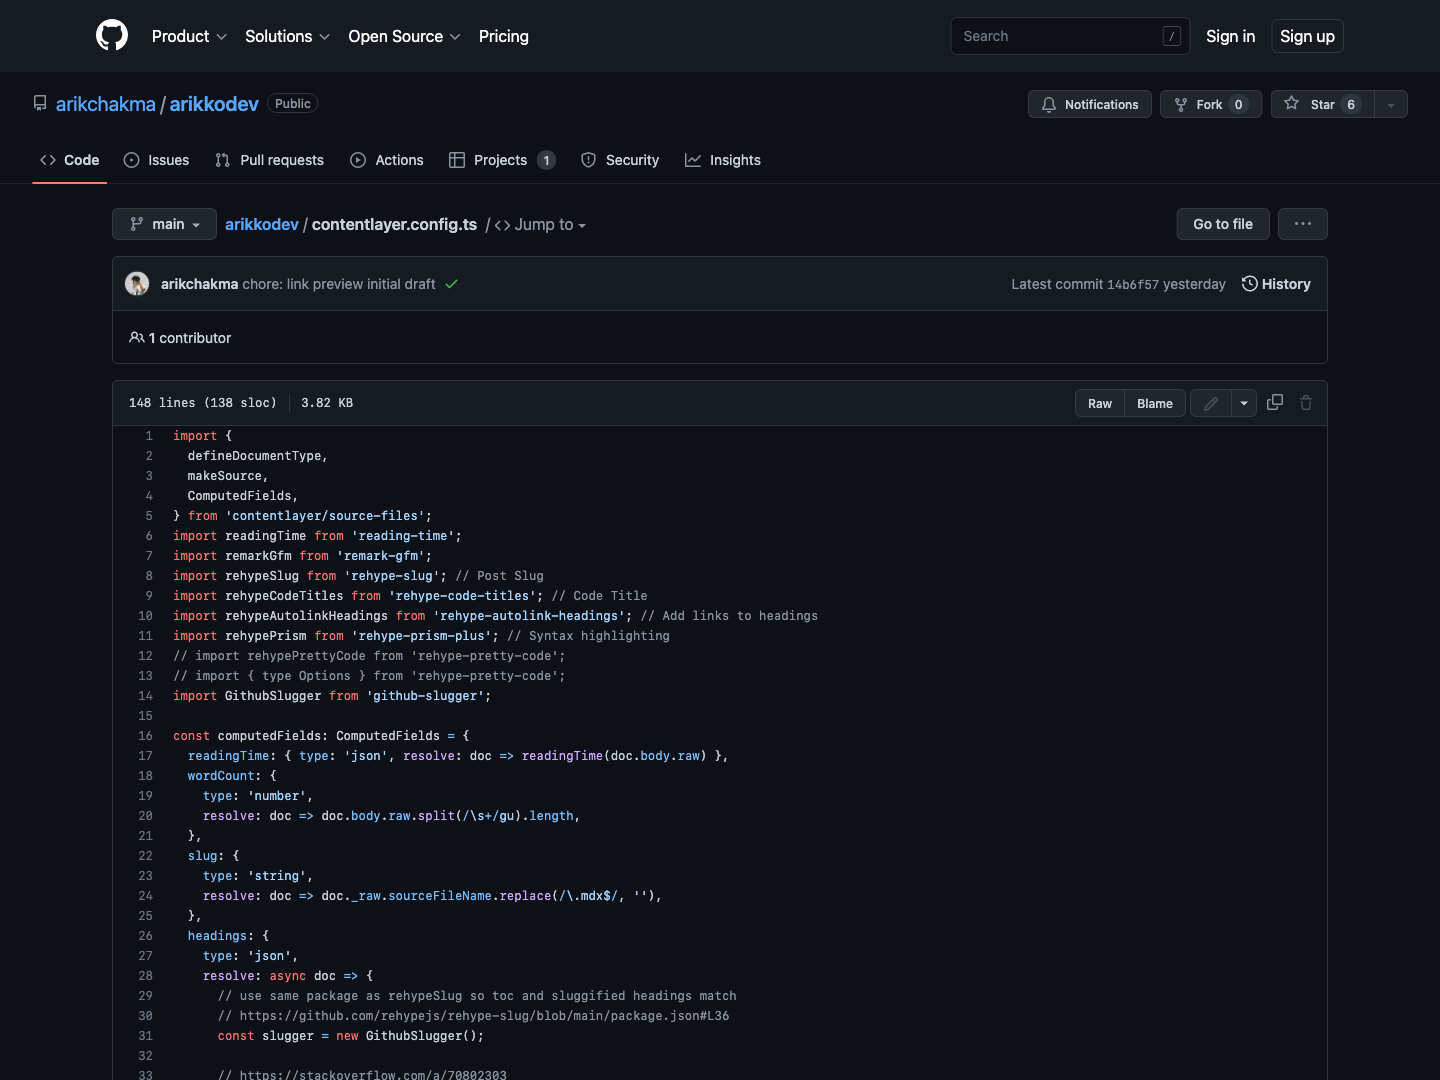 Product Solutions Open Source Pricing Search / Sign in Sign up
arikchakma / arikkodev Public Notifications Fork 0 Star 6
Code Issues Pull requests Actions Projects 1 Security Insights
main arikkodev / contentlayer.config.ts / <> Jump to Go to file ···
arikchakma chore: link preview initial draft Latest commit 14b6f57 yesterday History
1 contributor
148 lines (138 sloc) 3.82 KB Raw Blame
1 import {
2   defineDocumentType,
3   makeSource,
4   ComputedFields,
5 } from 'contentlayer/source-files';
6 import readingTime from 'reading-time';
7 import remarkGfm from 'remark-gfm';
8 import rehypeSlug from 'rehype-slug'; // Post Slug
9 import rehypeCodeTitles from 'rehype-code-titles'; // Code Title
10 import rehypeAutolinkHeadings from 'rehype-autolink-headings'; // Add links to headings
11 import rehypePrism from 'rehype-prism-plus'; // Syntax highlighting
12 // import rehypePrettyCode from 'rehype-pretty-code';
13 // import { type Options } from 'rehype-pretty-code';
14 import GithubSlugger from 'github-slugger';
15
16 const computedFields: ComputedFields = {
17   readingTime: { type: 'json', resolve: doc => readingTime(doc.body.raw) },
18   wordCount: {
19     type: 'number',
20     resolve: doc => doc.body.raw.split(/\s+/gu).length,
21   },
22   slug: {
23     type: 'string',
24     resolve: doc => doc._raw.sourceFileName.replace(/\.mdx$/, ''),
25   },
26   headings: {
27     type: 'json',
28     resolve: async doc => {
29       // use same package as rehypeSlug so toc and sluggified headings match
30       // https://github.com/rehypejs/rehype-slug/blob/main/package.json#L36
31       const slugger = new GithubSlugger();
32
33       // https://stackoverflow.com/a/70802303